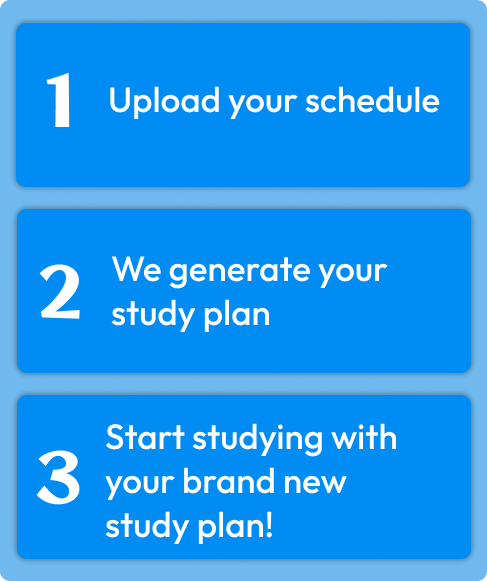 1 Upload your schedule
2 We generate your
study plan
3 Start studying with
your brand new
study plan!